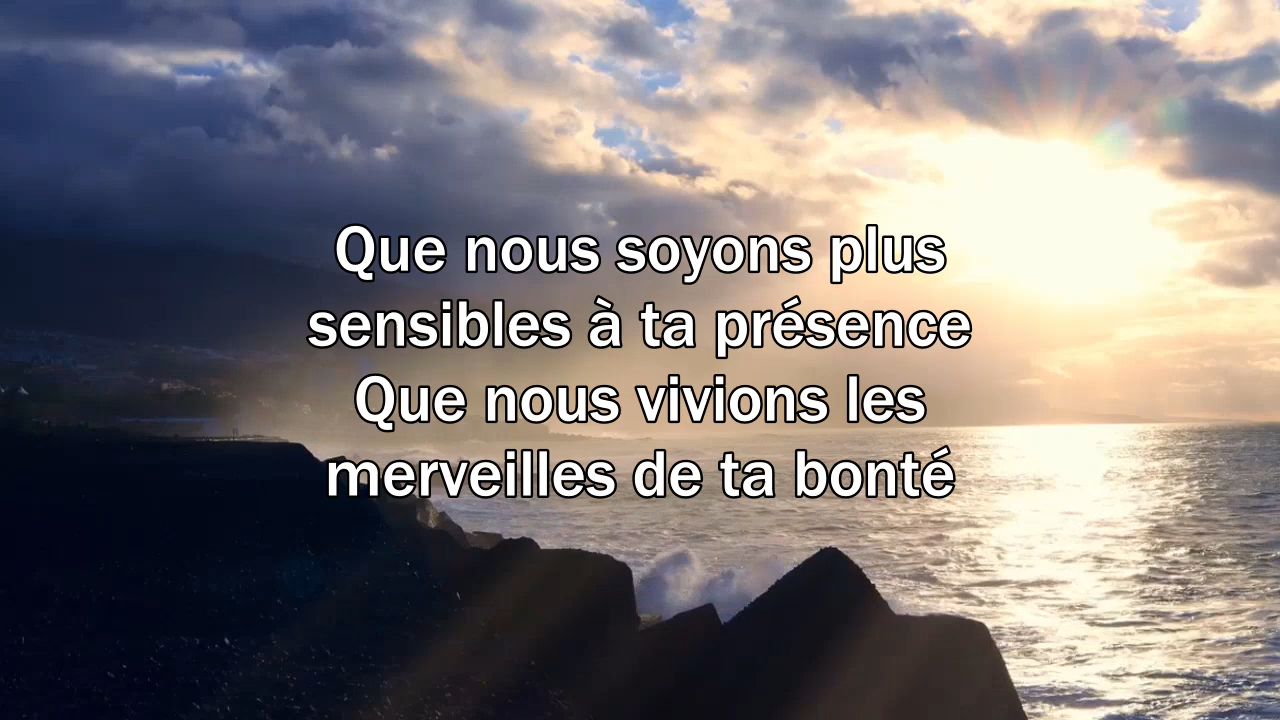 Que nous soyons plus
sensibles à ta présence
Que nous vivions les
merveilles de ta bonté